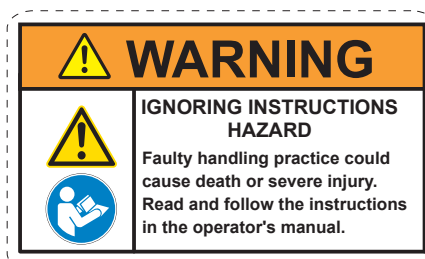 WARNING
IGNORING INSTRUCTIONS
HAZARD
Faulty handling practice could
cause death or severe injury.
Read and follow the instructions
in the operator's manual.